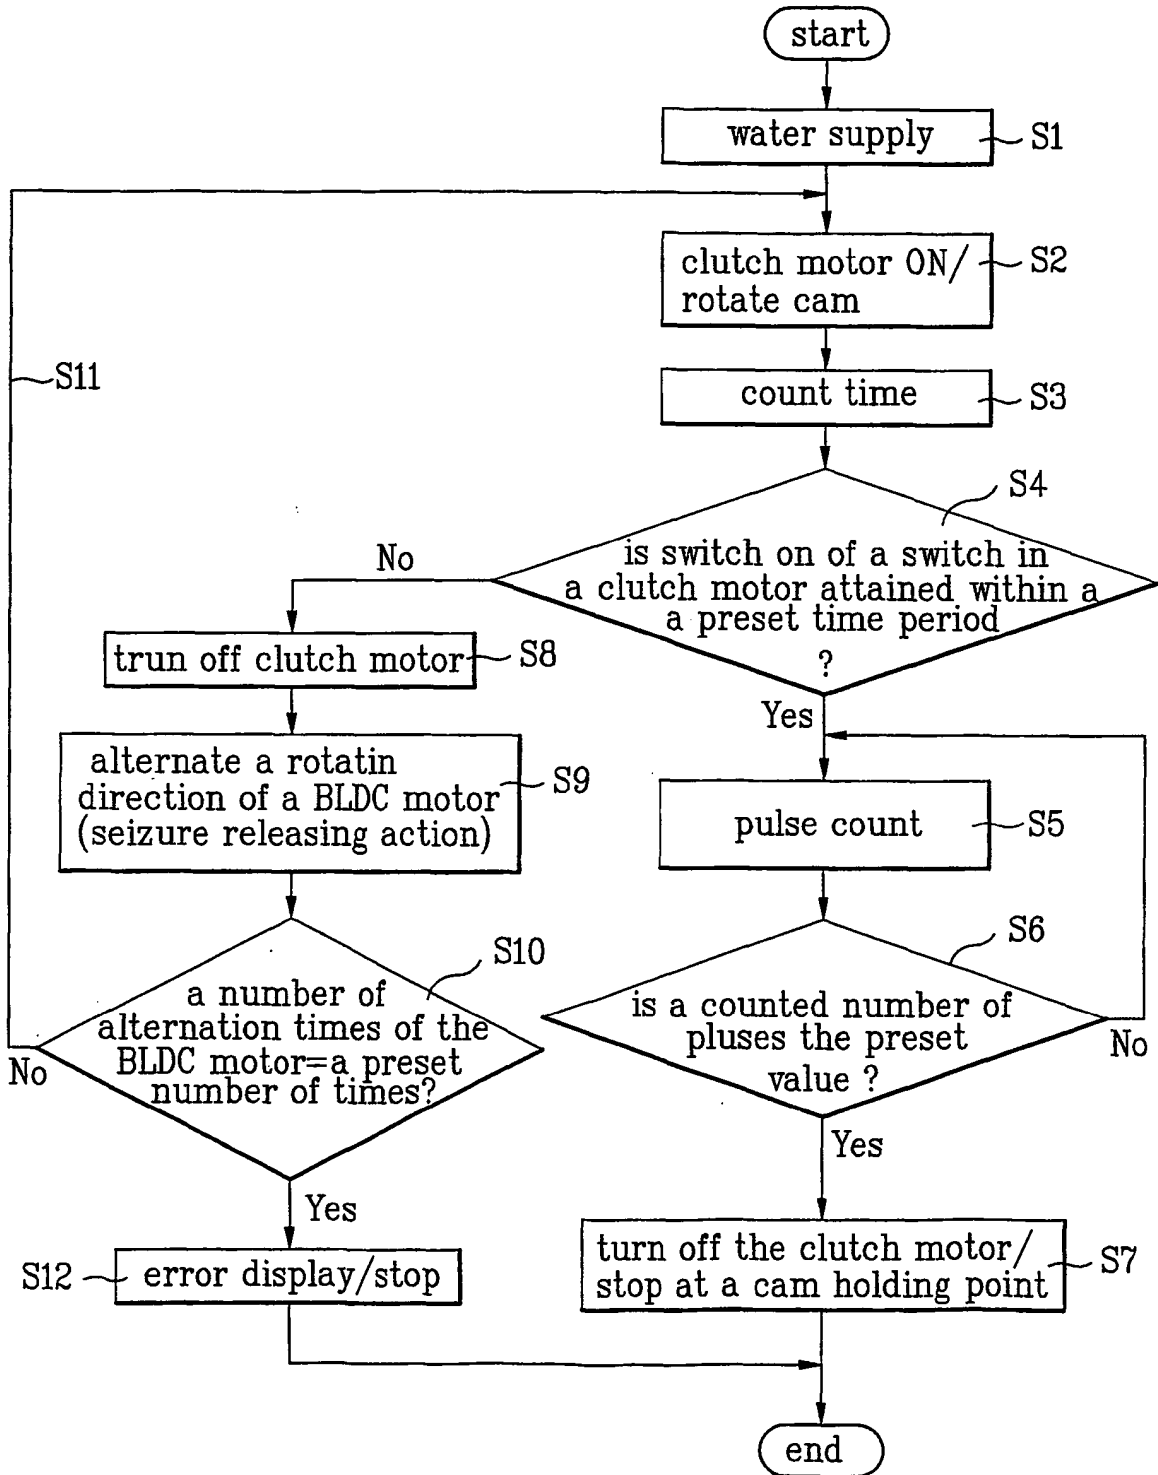 start
water supply
S1
clutch motor ON/
rotate cam
S2
S11
count time
S3
S4
is switch on of a switch in
a clutch motor attained within a
a preset time period
?
No
Yes
trun off clutch motor
S8
alternate a rotatin
direction of a BLDC motor
(seizure releasing action)
S9
pulse count
S5
a number of
alternation times of the
BLDC motor=a preset
number of times?
S10
No
Yes
is a counted number of
pluses the preset
value ?
S6
No
Yes
S12
error display/stop
turn off the clutch motor/
stop at a cam holding point
S7
end